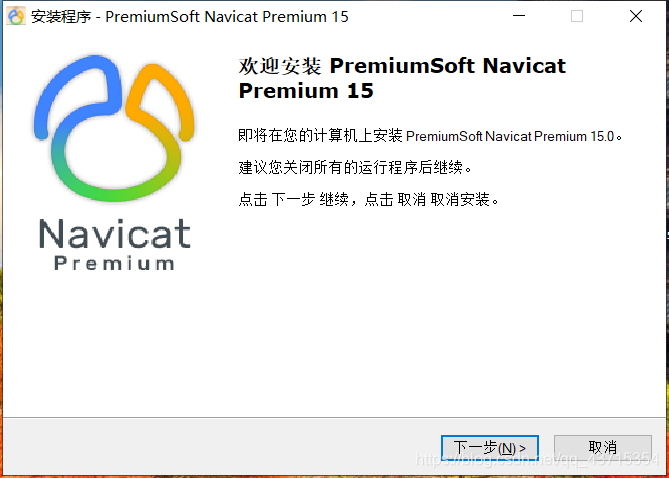 安装程序 - PremiumSoft Navicat Premium 15
欢迎安装 PremiumSoft Navicat
Premium 15
即将在您的计算机上安装 PremiumSoft Navicat Premium 15.0。
建议您关闭所有的运行程序后继续。
点击 下一步 继续，点击 取消 取消安装。
Navicat
Premium
下一步(N) >
取消
https://blog.csdn.net/qq_43715354